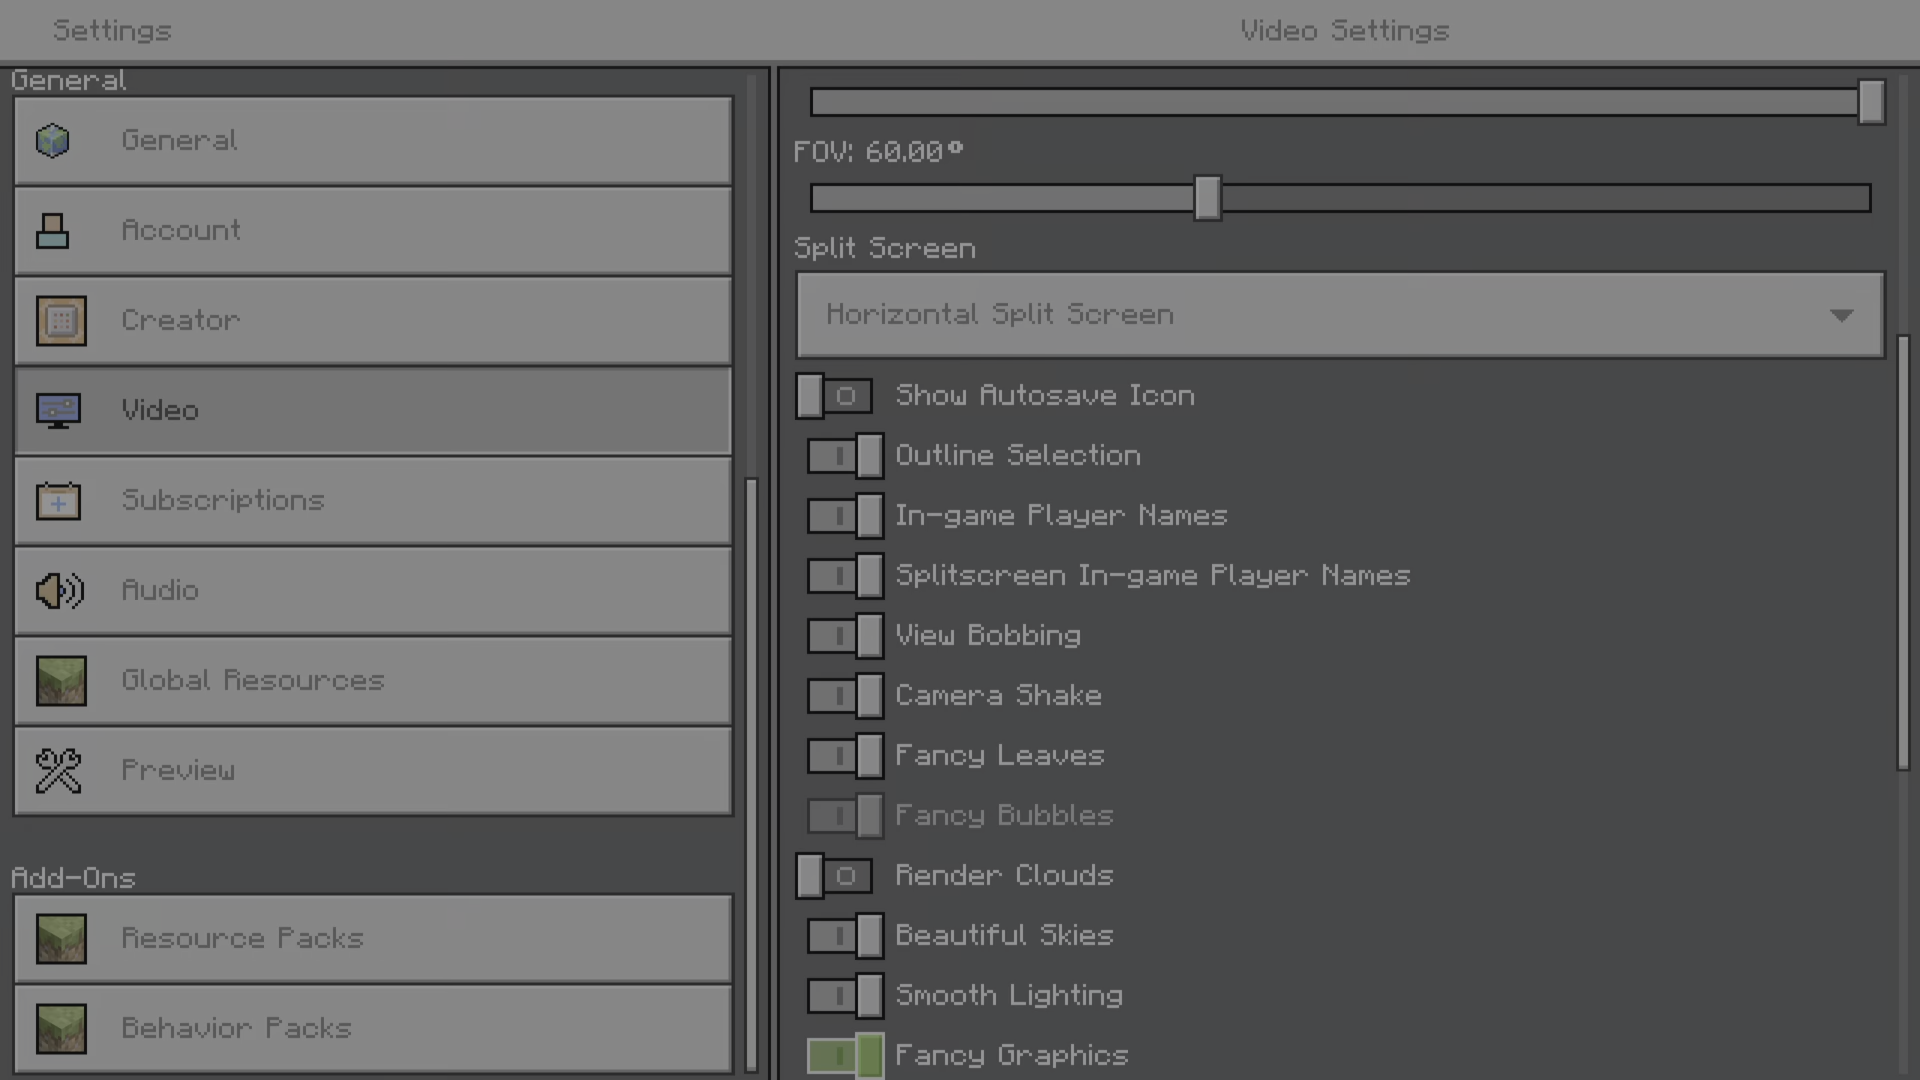 Settings
Video Settings
General
General
Account
Creator
Video
Subscriptions
Audio
Global Resources
Preview
Add-Ons
Resource Packs
Behavior Packs
FOV: 60.00°
Split Screen
Horizontal Split Screen
Show Autosave Icon
Outline Selection
In-game Player Names
Splitscreen In-game Player Names
View Bobbing
Camera Shake
Fancy Leaves
Fancy Bubbles
Render Clouds
Beautiful Skies
Smooth Lighting
Fancy Graphics